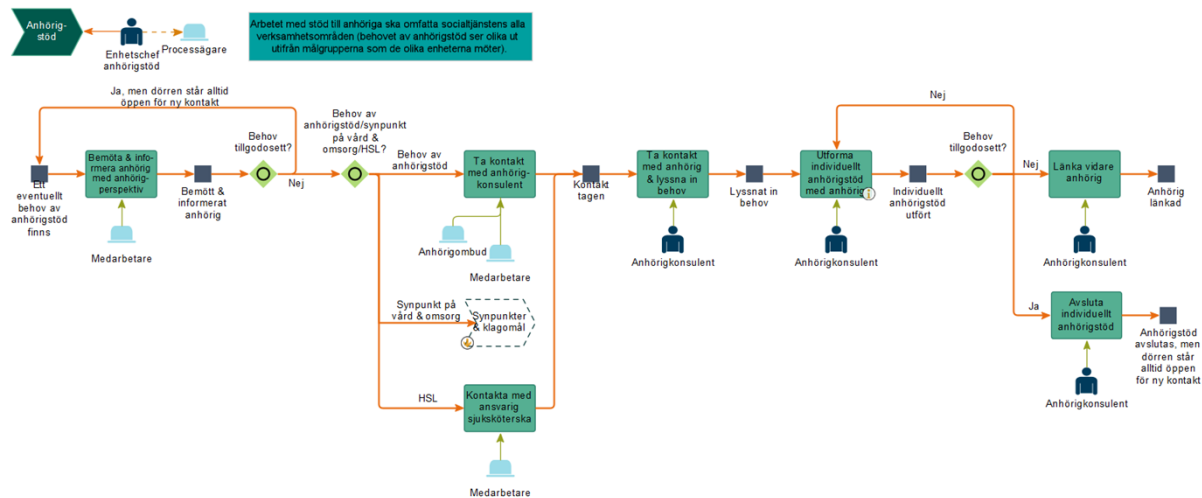 Anhörig-
stöd
Enhetschef
anhörigstöd
Processägare
Arbetet med stöd till anhöriga ska omfatta socialtjänstens alla
verksamhetsområden (behovet av anhörigstöd ser olika ut
utifrån målgrupperna som de olika enheterna möter).
Ja, men dörren står alltid
öppen för ny kontakt
Ett
eventuellt
behov av
anhörigstöd
finns
Bemöta & info-
rmera anhörig
med anhörig-
perspektiv
Medarbetare
Bemött &
informerat
anhörig
Behov
tillgodosett?
Nej
Behov av
anhörigstöd/synpunkt
på vård &
omsorg/HSL?
Behov av
anhörigstöd
Ta kontakt
med anhörig-
konsulent
Anhörigombud
Medarbetare
Synpunkt på
vård & omsorg
Synpunkter
& klagomål
HSL
Kontakta med
ansvarig
sjuksköterska
Medarbetare
Kontakt
tagen
Ta kontakt
med anhörig
& lyssna in
behov
Anhörigkonsulent
Lyssnat in
behov
Utforma
individuellt
anhörigstöd
med anhörig
Anhörigkonsulent
Individuellt
anhörigstöd
utfört
Nej
Behov
tillgodosett?
Nej
Länka vidare
anhörig
Anhörigkonsulent
Anhörig
länkad
Ja
Avsluta
individuellt
anhörigstöd
Anhörigkonsulent
Anhörigstöd
avslutas, men
dörren står
alltid öppen
för ny kontakt